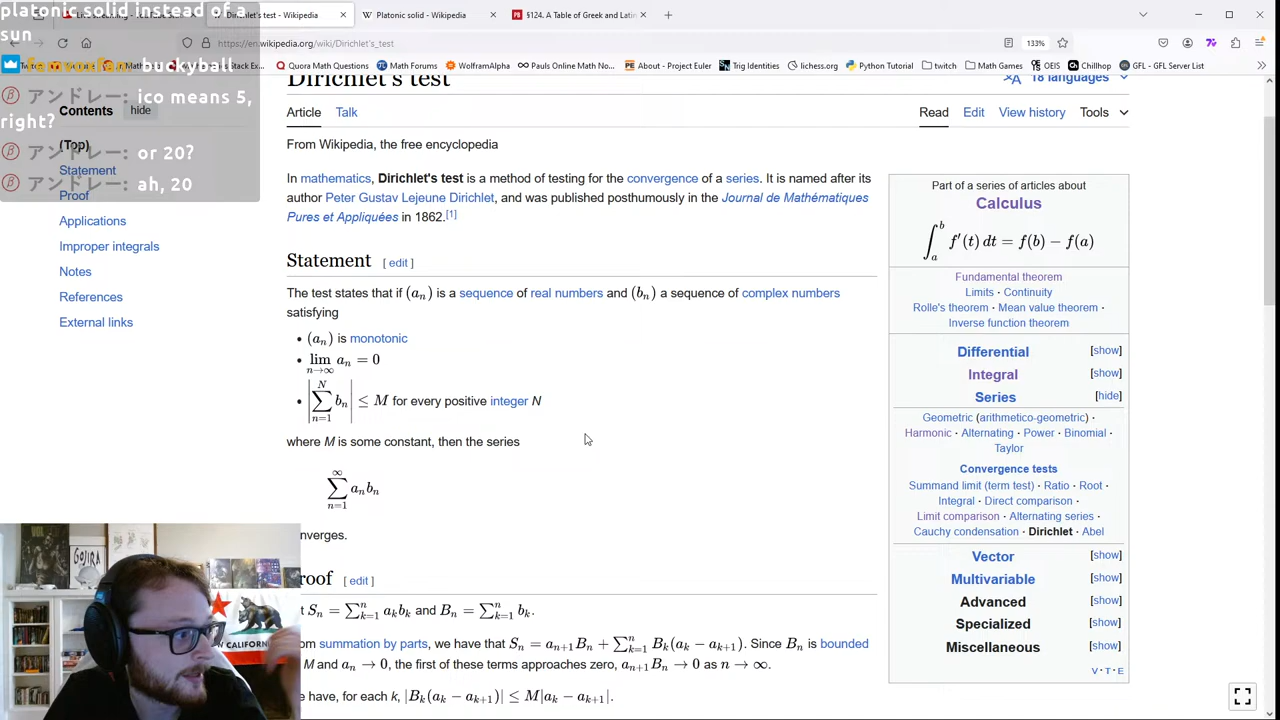 platonic solid instead of a
sun
famvuxfan: buckyball
アンドレー: ico means 5,
right?
アンドレー: or 20?
アンドレー: ah, 20
Dirichlet's test - Wikipedia
Platonic solid - Wikipedia
§124. A Table of Greek and Latin
https://en.wikipedia.org/wiki/Dirichlet's_test
133%
Quora Math Questions
Math Forums
WolframAlpha
Pauls Online Math No...
About - Project Euler
Trig Identities
lichess.org
Python Tutorial
twitch
Math Games
OEIS
Chillhop
GFL - GFL Server List
Contents hide
(Top)
Statement
Proof
Applications
Improper integrals
Notes
References
External links
Dirichlet's test
18 languages
Article Talk Read Edit View history Tools
From Wikipedia, the free encyclopedia
In mathematics, Dirichlet's test is a method of testing for the convergence of a series. It is named after its
author Peter Gustav Lejeune Dirichlet, and was published posthumously in the Journal de Mathématiques
Pures et Appliquées in 1862.[1]
Statement [ edit ]
The test states that if (aₙ) is a sequence of real numbers and (bₙ) a sequence of complex numbers
satisfying
• (aₙ) is monotonic
• lim n→∞ aₙ = 0
• |∑ n=1 N bₙ| ≤ M for every positive integer N
where M is some constant, then the series
∑ n=1 ∞ aₙbₙ
nverges.
roof [ edit ]
t Sₙ = ∑ k=1 n aₖbₖ and Bₙ = ∑ k=1 n bₖ.
om summation by parts, we have that Sₙ = aₙ₊₁Bₙ + ∑ k=1 n Bₖ(aₖ − aₖ₊₁). Since Bₙ is bounded
M and aₙ → 0, the first of these terms approaches zero, aₙ₊₁Bₙ → 0 as n → ∞.
e have, for each k, |Bₖ(aₖ − aₖ₊₁)| ≤ M|aₖ − aₖ₊₁|.
Part of a series of articles about
Calculus
∫ a b f′(t) dt = f(b) − f(a)
Fundamental theorem
Limits · Continuity
Rolle's theorem · Mean value theorem ·
Inverse function theorem
Differential [show]
Integral [show]
Series [hide]
Geometric (arithmetico-geometric) ·
Harmonic · Alternating · Power · Binomial ·
Taylor
Convergence tests
Summand limit (term test) · Ratio · Root ·
Integral · Direct comparison ·
Limit comparison · Alternating series ·
Cauchy condensation · Dirichlet · Abel
Vector [show]
Multivariable [show]
Advanced [show]
Specialized [show]
Miscellaneous [show]
V · T · E
GOJIRA